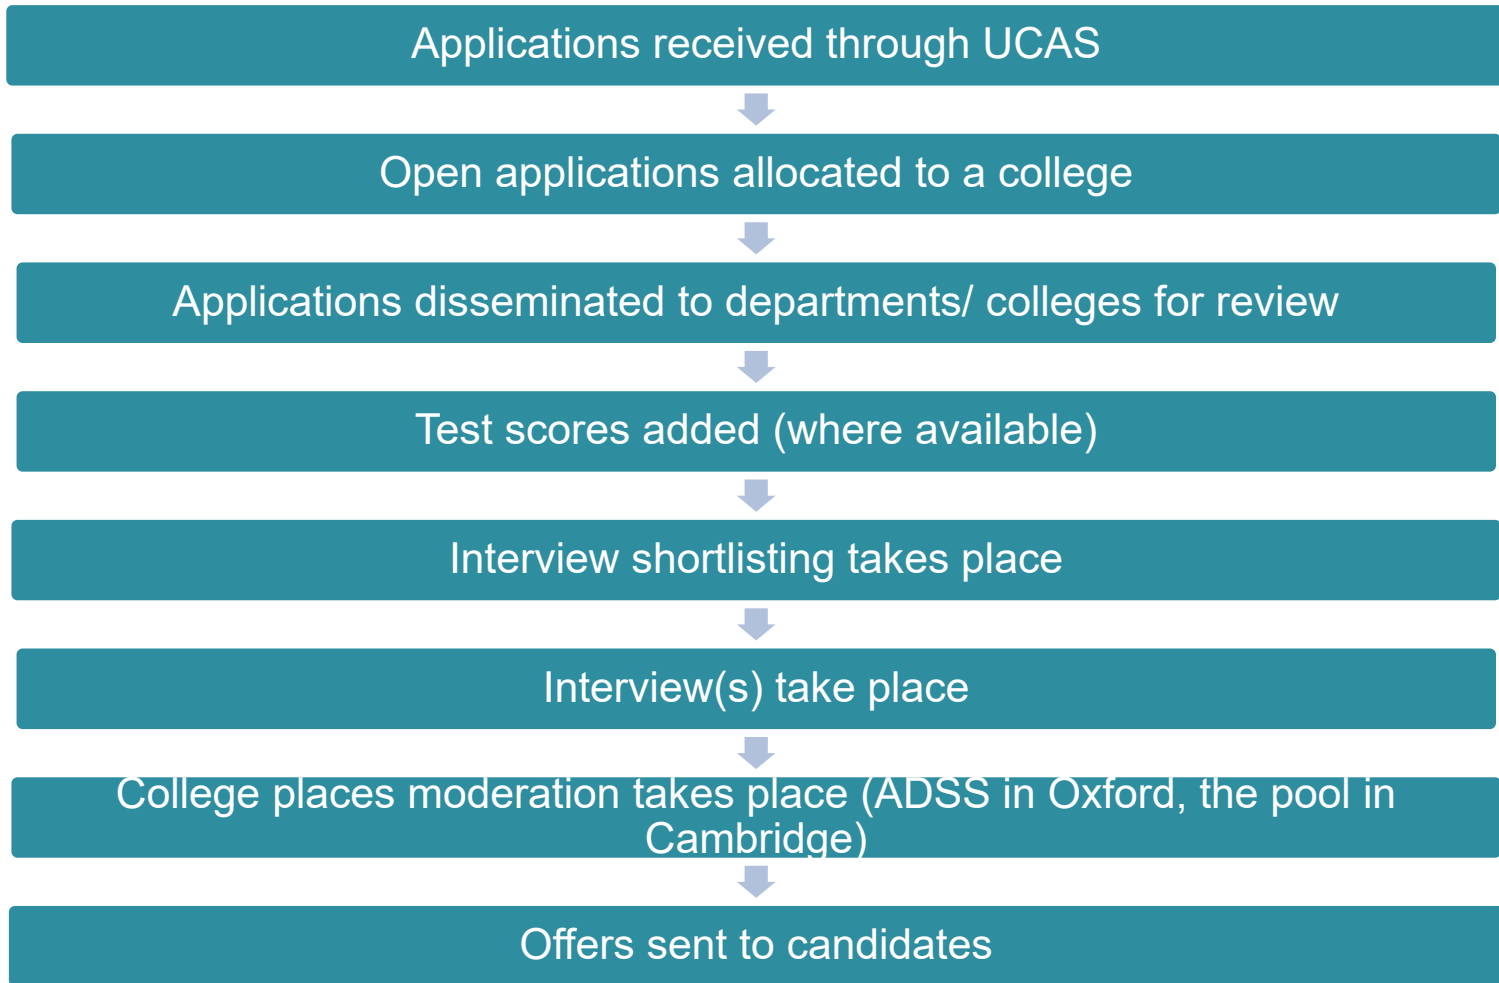 Applications received through UCAS
Open applications allocated to a college
Applications disseminated to departments/ colleges for review
Test scores added (where available)
Interview shortlisting takes place
Interview(s) take place
College places moderation takes place (ADSS in Oxford, the pool in
Cambridge)
Offers sent to candidates